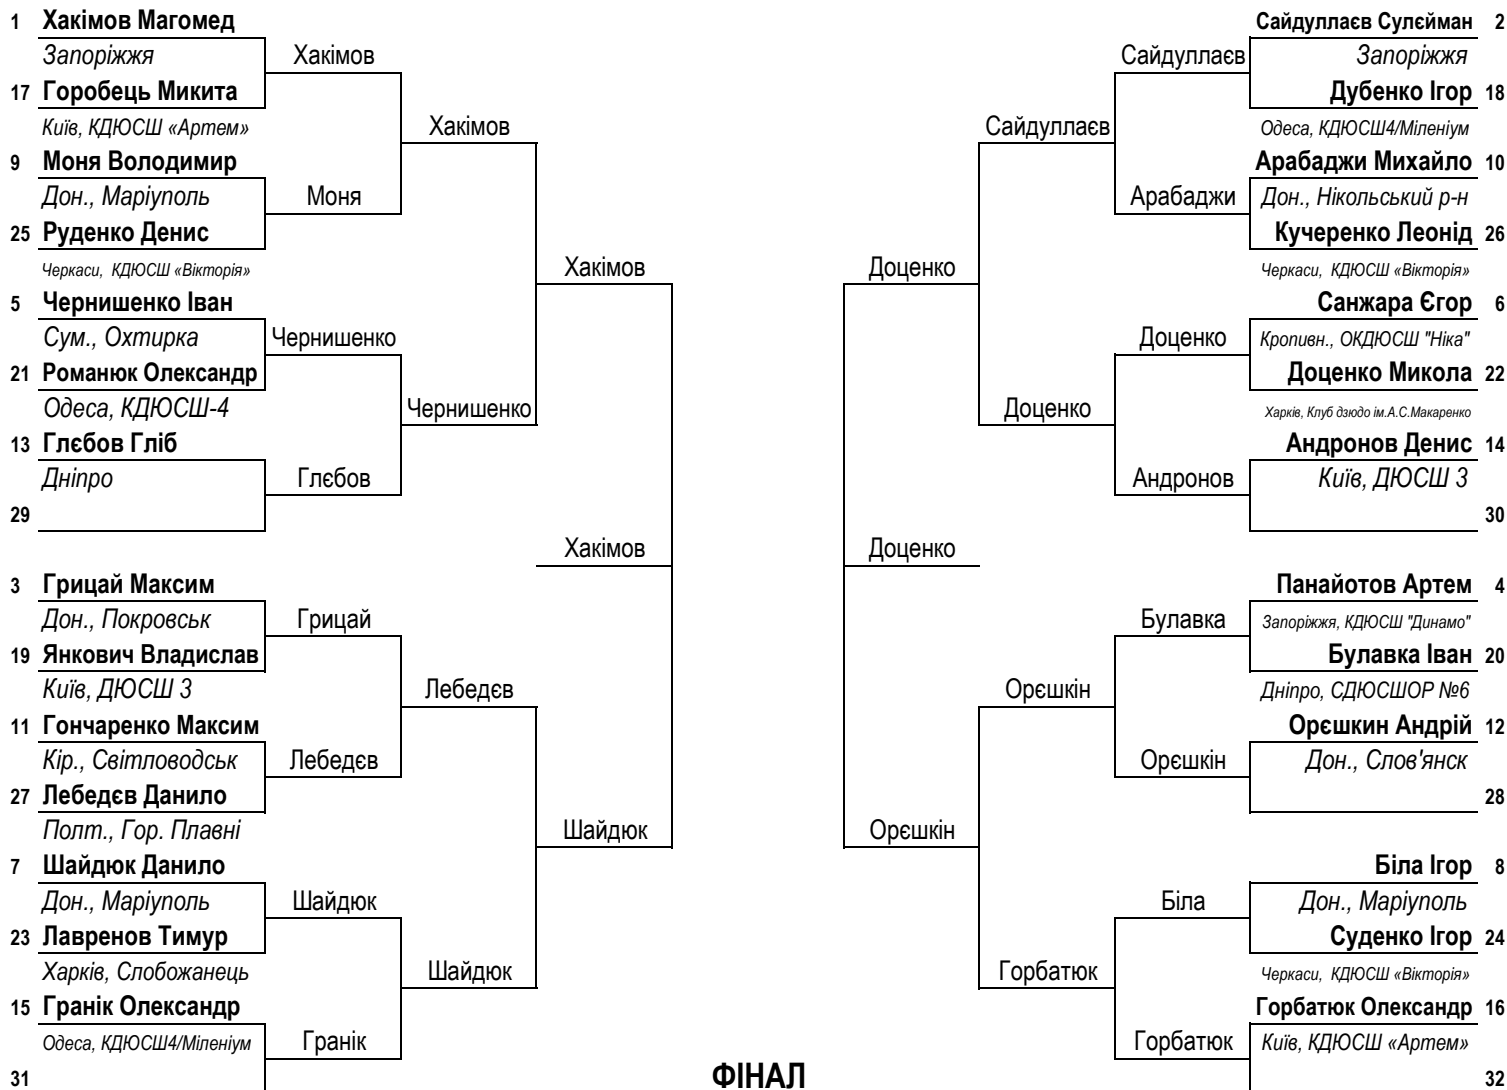 1 Хакімов Магомед
Запоріжжя
17 Горобець Микита
Київ, КДЮСШ «Артем»
9 Моня Володимир
Дон., Маріуполь
25 Руденко Денис
Черкаси, КДЮСШ «Вікторія»
5 Чернишенко Іван
Сум., Охтирка
21 Романюк Олександр
Одеса, КДЮСШ-4
13 Глєбов Гліб
Дніпро
29
3 Грицай Максим
Дон., Покровськ
19 Янкович Владислав
Київ, ДЮСШ 3
11 Гончаренко Максим
Кір., Світловодськ
27 Лебедєв Данило
Полт., Гор. Плавні
7 Шайдюк Данило
Дон., Маріуполь
23 Лавренов Тимур
Харків, Слобожанець
15 Гранік Олександр
Одеса, КДЮСШ4/Міленіум
31
Хакімов
Моня
Чернишенко
Глєбов
Грицай
Лебедєв
Шайдюк
Гранік
Хакімов
Чернишенко
Лебедєв
Шайдюк
Хакімов
Хакімов
Шайдюк
ФІНАЛ
Доценко
Доценко
Орєшкін
Сайдуллаєв
Доценко
Орєшкін
Горбатюк
Сайдуллаєв
Арабаджи
Доценко
Андронов
Булавка
Орєшкін
Біла
Горбатюк
Сайдуллаєв Сулєйман 2
Запоріжжя
Дубенко Ігор 18
Одеса, КДЮСШ4/Міленіум
Арабаджи Михайло 10
Дон., Нікольський р-н
Кучеренко Леонід 26
Черкаси, КДЮСШ «Вікторія»
Санжара Єгор 6
Кропивн., ОКДЮСШ "Ніка"
Доценко Микола 22
Харків, Клуб дзюдо ім.А.С.Макаренко
Андронов Денис 14
Київ, ДЮСШ 3
30
Панайотов Артем 4
Запоріжжя, КДЮСШ "Динамо"
Булавка Іван 20
Дніпро, СДЮСШОР №6
Орєшкин Андрій 12
Дон., Слов'янск
28
Біла Ігор 8
Дон., Маріуполь
Суденко Ігор 24
Черкаси, КДЮСШ «Вікторія»
Горбатюк Олександр 16
Київ, КДЮСШ «Артем»
32